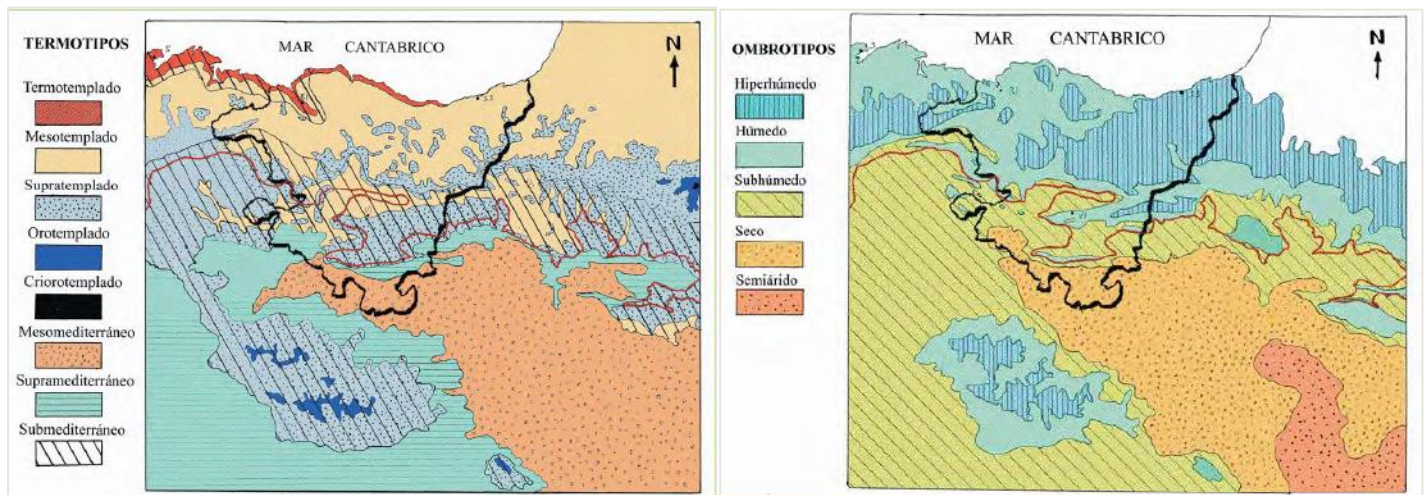 TERMOTIPOS
Termotemplado
Mesotemplado
Supratemplado
Orotemplado
Criorotemplado
Mesomediterráneo
Supramediterráneo
Submediterráneo
MAR CANTABRICO
N
OMBROTIPOS
Hiperhúmedo
Húmedo
Subhúmedo
Seco
Semiárido
MAR CANTABRICO
N